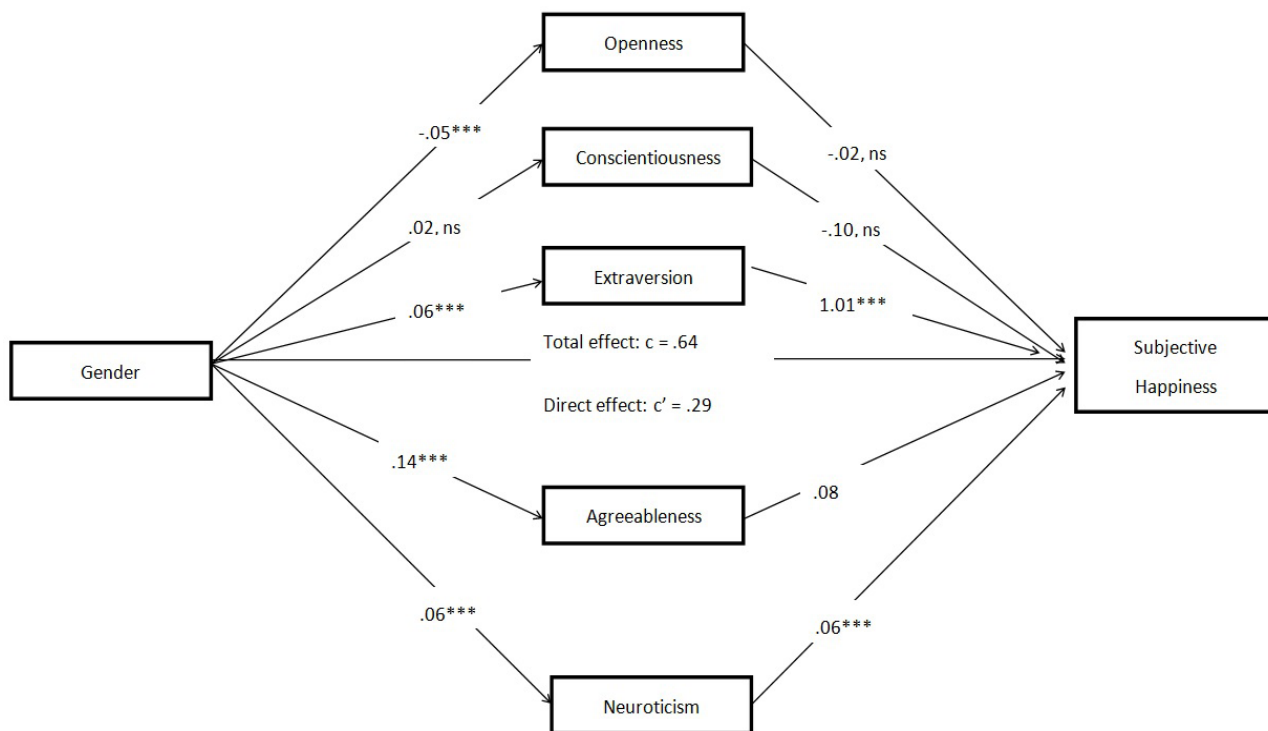 Openness
-.05***
Conscientiousness
-.02, ns
.02, ns
-.10, ns
Extraversion
.06***
1.01***
Total effect: c = .64
Subjective
Happiness
Gender
Direct effect: c’ = .29
.14***
.08
Agreeableness
.06***
.06***
Neuroticism